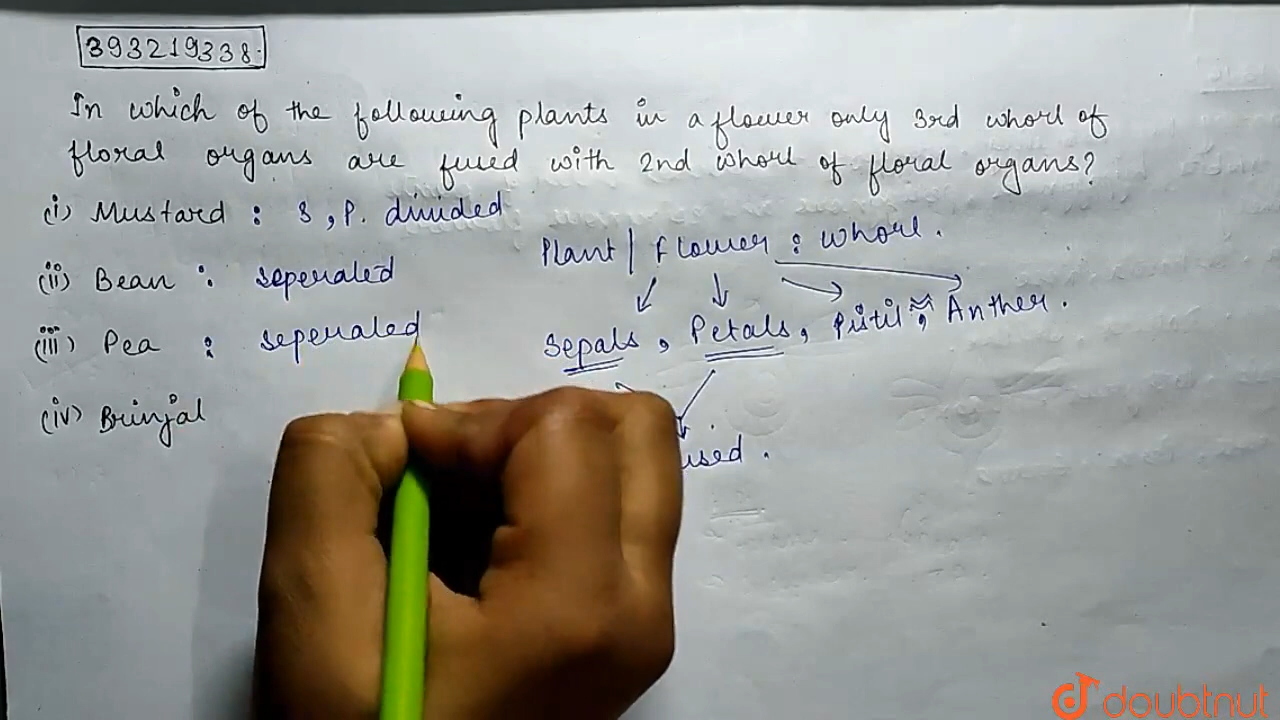 393219338.
In which of the following plants in a flower only 3rd whorl of
floral organs are fused with 2nd whorl of floral organs?
(i) Mustard : S, P. divided
(ii) Bean : seperated
(iii) Pea : seperated
(iv) Brinjal
Plant / flower : whorl.
Sepals, Petals, Pistil, Anther.
used.
doubtnut